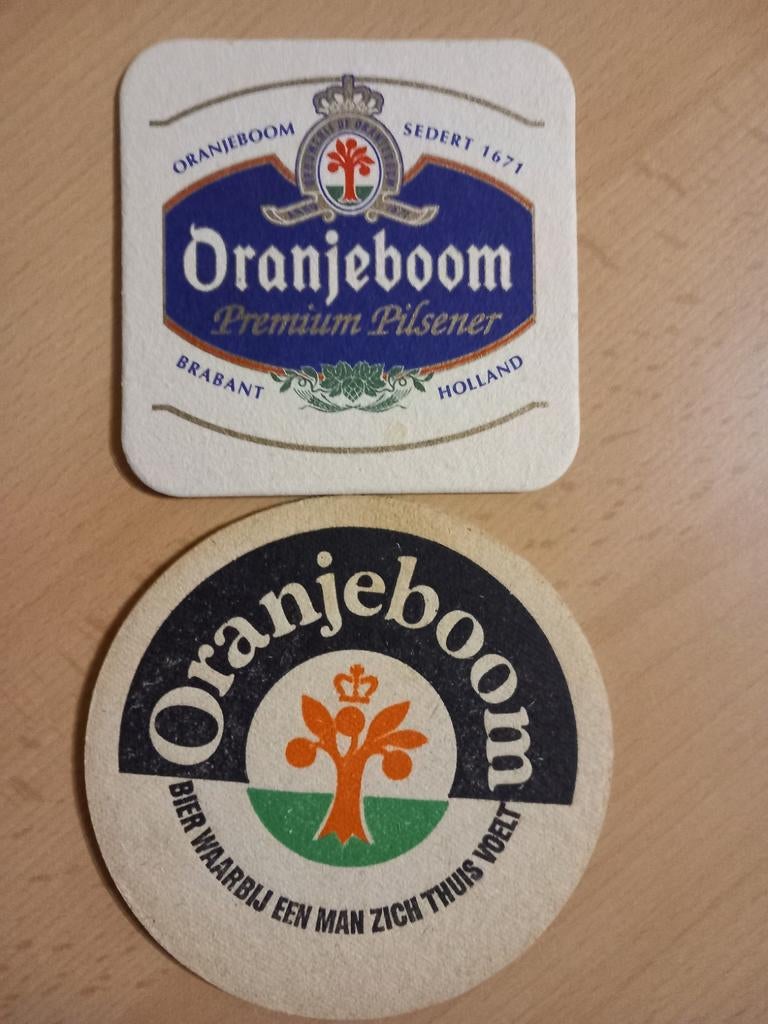 ORANJEBOOM SEDERT 1671
Oranjeboom
Premium Pilsener
BRABANT HOLLAND
Oranjeboom
BIER WAARBIJ EEN MAN ZICH THUIS VOELT